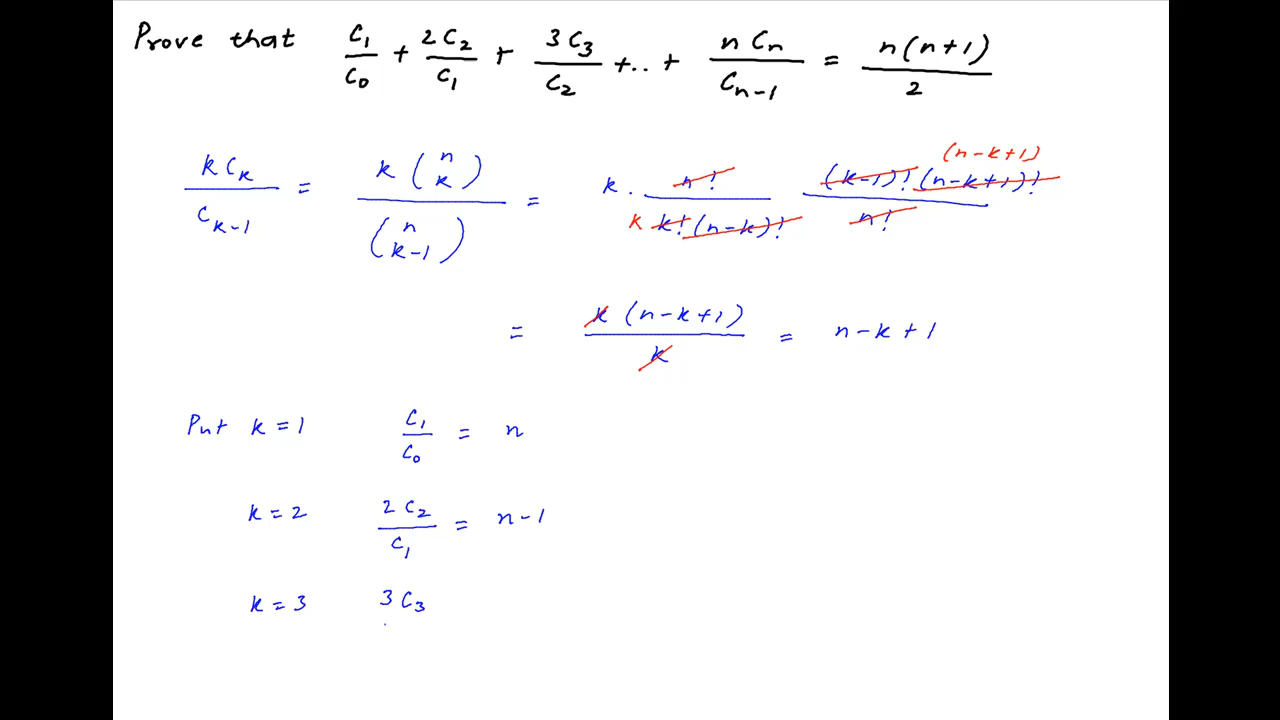 Prove that C₁/C₀ + 2C₂/C₁ + 3C₃/C₂ +..+ nCₙ/Cₙ₋₁ = n(n+1)/2
kCₖ/Cₖ₋₁ = k(n k)/(n k-1) = k · n!/(k k!(n-k)!) (k-1)!(n-k+1)! (n-k+1)/n!
= k(n-k+1)/k = n-k+1
Put k=1 C₁/C₀ = n
k=2 2C₂/C₁ = n-1
k=3 3C₃